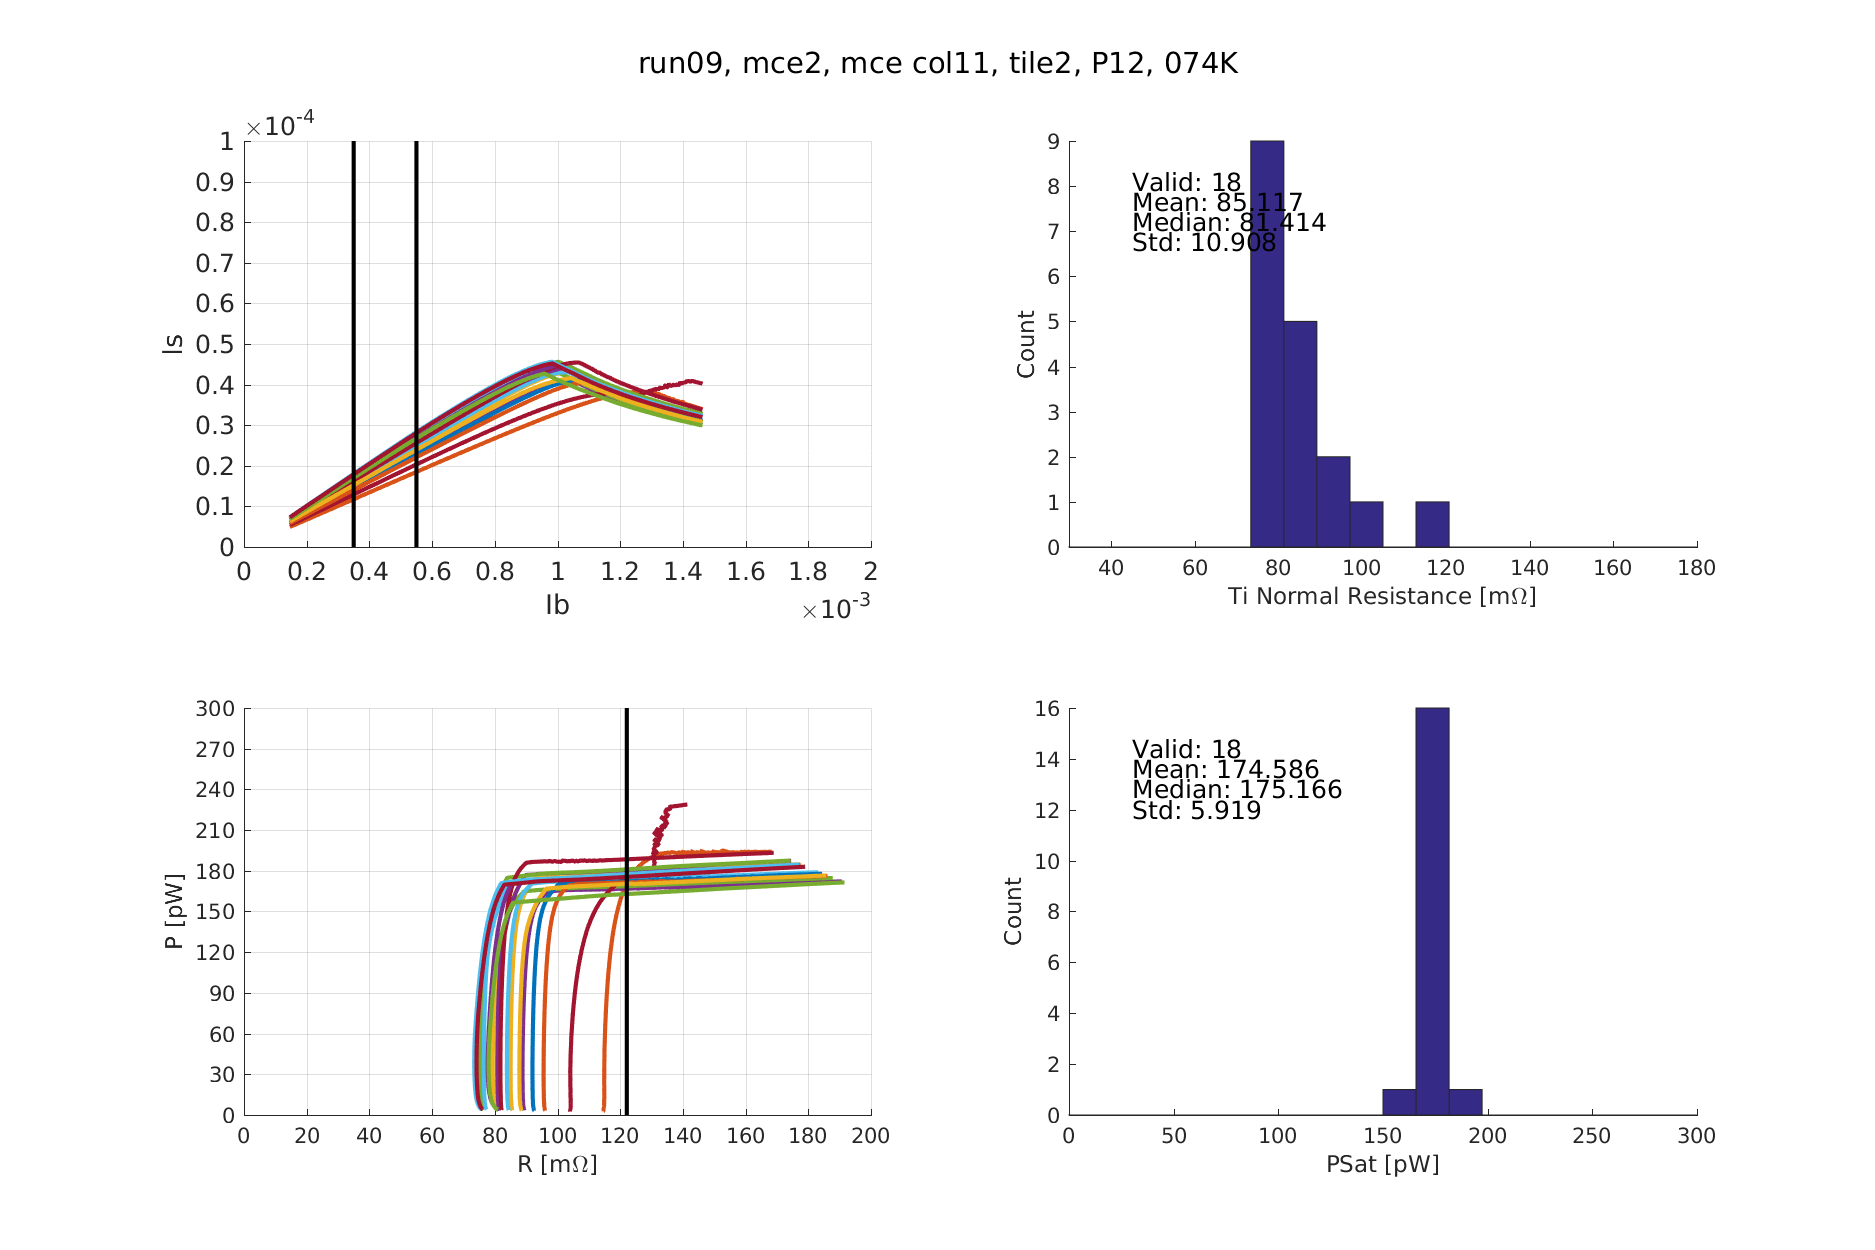 run09, mce2, mce col11, tile2, P12, 074K
×10-4
1
0.9
0.8
0.7
0.6
0.5
0.4
0.3
0.2
0.1
0
Is
0 0.2 0.4 0.6 0.8 1 1.2 1.4 1.6 1.8 2
Ib
×10-3
9
8
7
6
5
4
3
2
1
0
Count
Valid: 18
Mean: 85.117
Median: 81.414
Std: 10.908
40 60 80 100 120 140 160 180
Ti Normal Resistance [mΩ]
300
270
240
210
180
150
120
90
60
30
0
P [pW]
0 20 40 60 80 100 120 140 160 180 200
R [mΩ]
16
14
12
10
8
6
4
2
0
Count
Valid: 18
Mean: 174.586
Median: 175.166
Std: 5.919
0 50 100 150 200 250 300
PSat [pW]